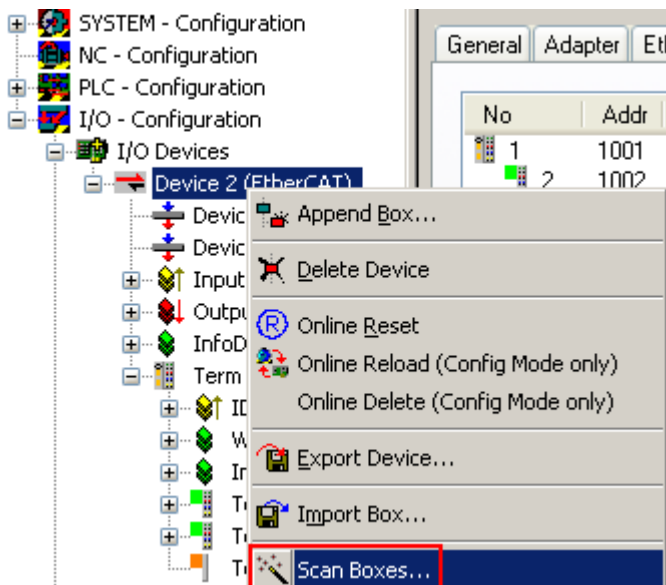 SYSTEM - Configuration
NC - Configuration
PLC - Configuration
I/O - Configuration
I/O Devices
Device 2 (EtherCAT)
Devic
Devic
Input
Outpu
InfoD
Term
In
General Adapter Et
No Addr
1 1001
2 1002
Append Box...
Delete Device
Online Reset
Online Reload (Config Mode only)
Online Delete (Config Mode only)
Export Device...
Import Box...
Scan Boxes...